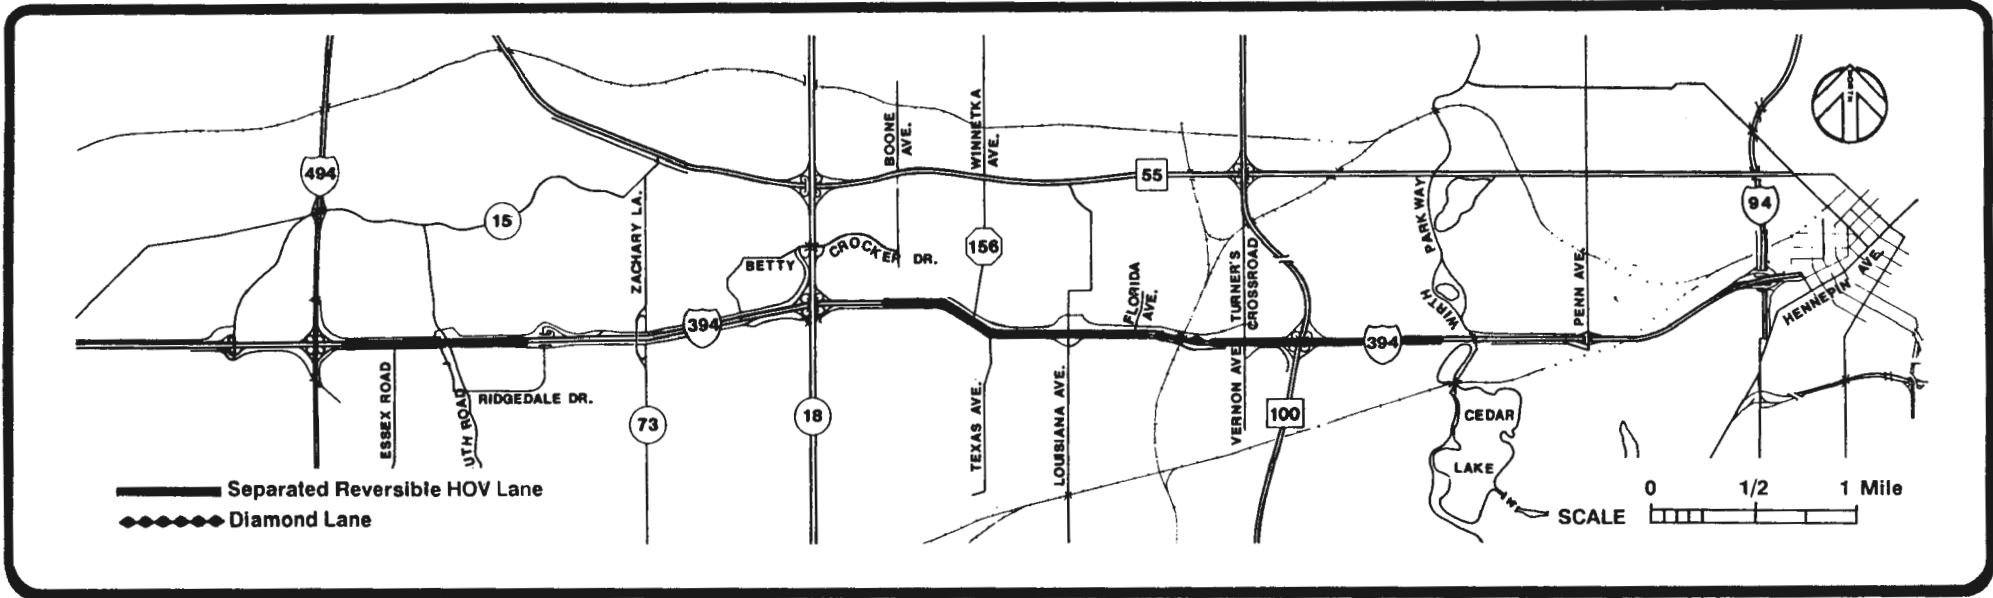 NORTH
494
15
ZACHARY LA.
BOONE
AVE.
WINNETKA
AVE.
55
PARKWAY
WIRTH
94
BETTY
CROCKER DR.
156
FLORIDA
AVE.
TURNER'S
CROSSROAD
PENN AVE.
HENNEPIN
AVE.
394
394
ESSEX ROAD
UTH ROAD
RIDGEDALE DR.
73
18
TEXAS AVE.
LOUISIANA AVE.
VERNON AVE.
100
CEDAR
LAKE
Separated Reversible HOV Lane
Diamond Lane
SCALE
0 1/2 1 Mile